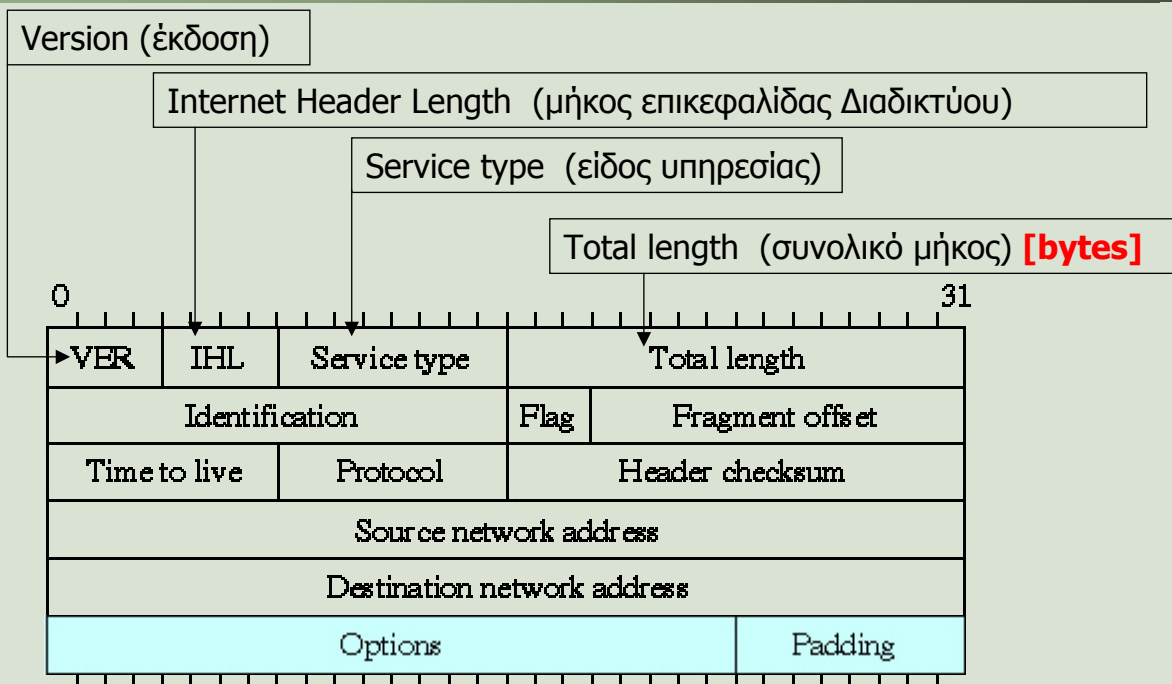 Version (έκδοση)
Internet Header Length (μήκος επικεφαλίδας Διαδικτύου)
Service type (είδος υπηρεσίας)
Total length (συνολικό μήκος) [bytes]
0 31
VER IHL Service type Total length
Identification Flag Fragment offset
Time to live Protocol Header checksum
Source network address
Destination network address
Options Padding